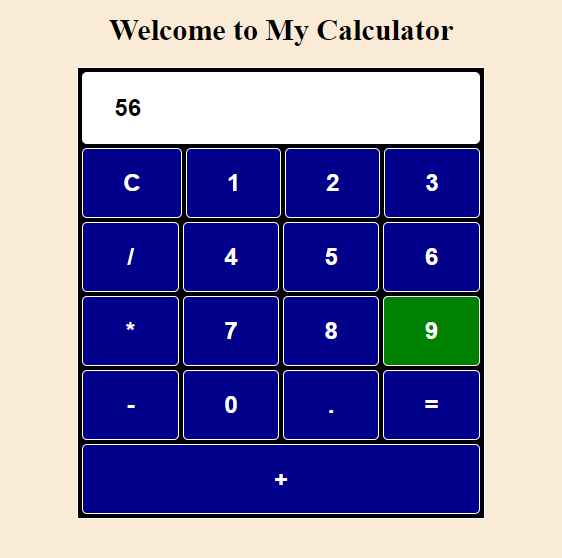 Welcome to My Calculator
56
C 1 2 3
/ 4 5 6
* 7 8 9
- 0 . =
+